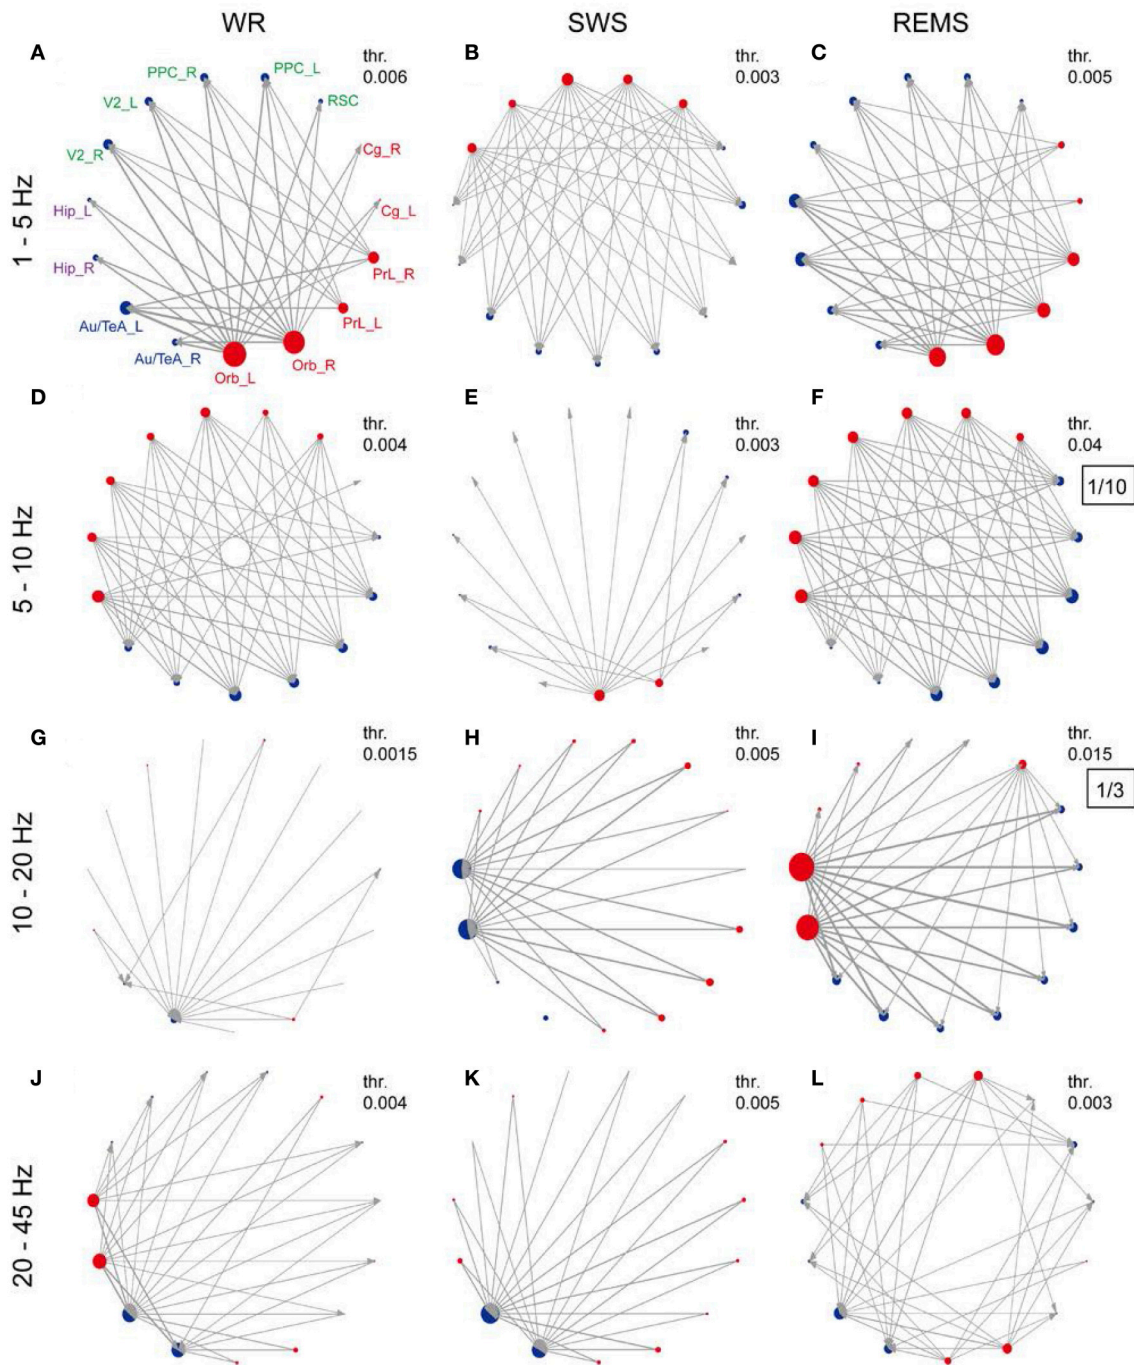 WR SWS REMS
A thr. 0.006
B thr. 0.003
C thr. 0.005
1 - 5 Hz
PPC_R PPC_L
V2_L RSC
V2_R Cg_R
Hip_L Cg_L
Hip_R PrL_R
Au/TeA_L PrL_L
Au/TeA_R Orb_R
Orb_L
D thr. 0.004
E thr. 0.003
F thr. 0.04
1/10
5 - 10 Hz
G thr. 0.0015
H thr. 0.005
I thr. 0.015
1/3
10 - 20 Hz
J thr. 0.004
K thr. 0.005
L thr. 0.003
20 - 45 Hz